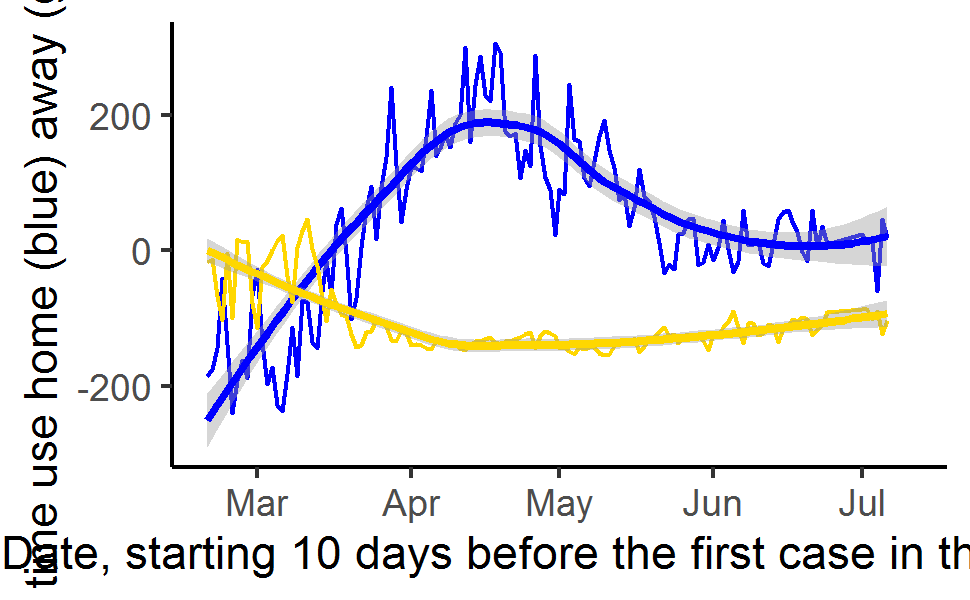 time use home (blue) away (
200
0
-200
Mar Apr May Jun Jul
Date, starting 10 days before the first case in th